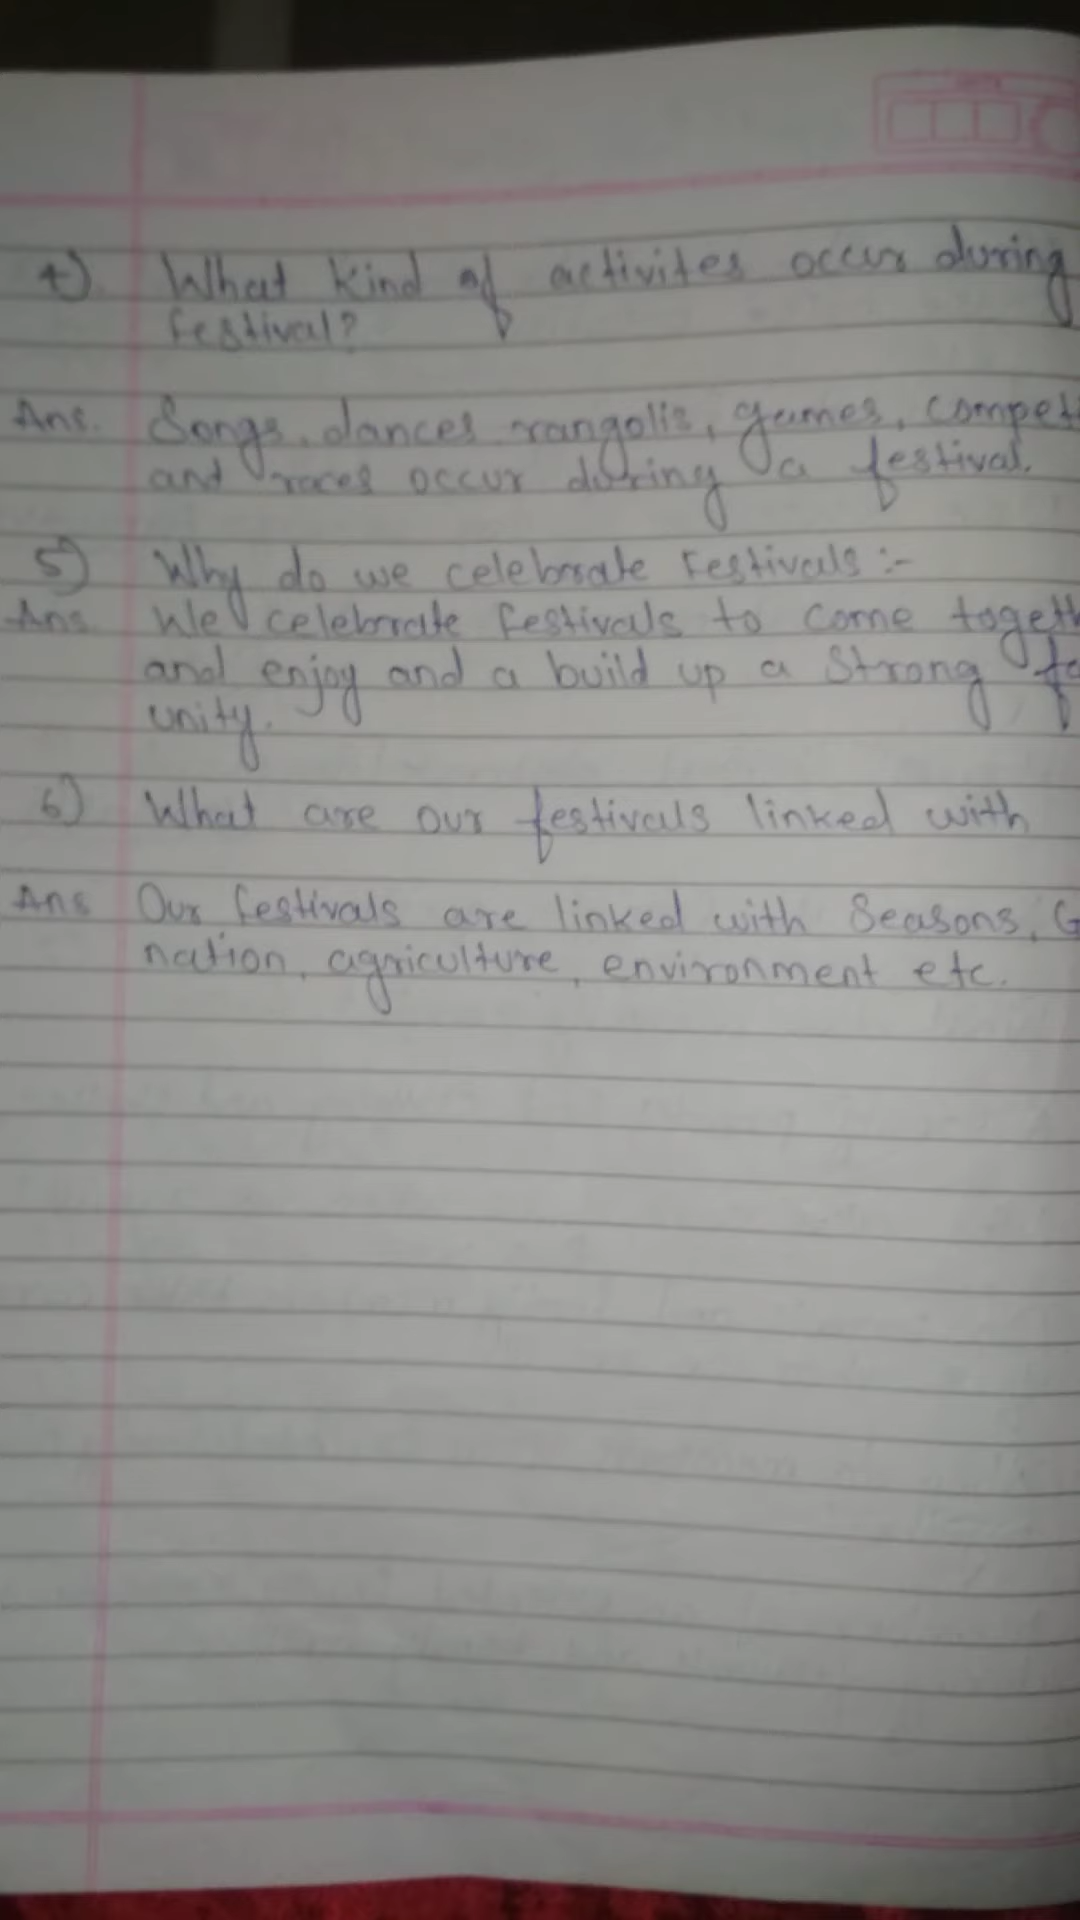 4) What kind of activites occur during
festival?
Ans. Songs, dances rangolis, games, compet
and races occur during a festival.
5) Why do we celebrate festivals :-
Ans We celebrate festivals to come togeth
and enjoy and a build up a strong
unity.
6) What are our festivals linked with
Ans Our festivals are linked with Seasons, G
nation, agriculture, environment etc.